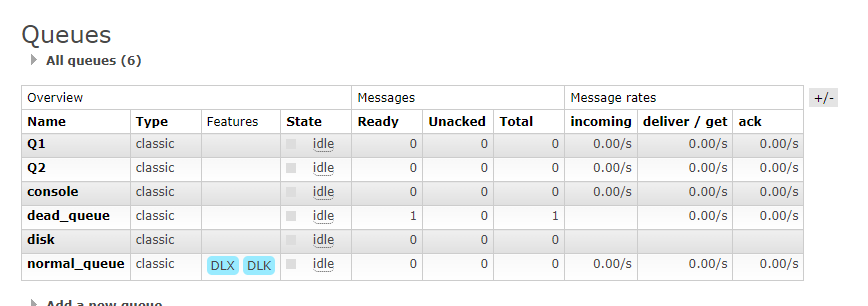 Queues
All queues (6)
Overview Messages Message rates +/-
Name Type Features State Ready Unacked Total incoming deliver / get ack
Q1 classic idle 0 0 0 0.00/s 0.00/s 0.00/s
Q2 classic idle 0 0 0 0.00/s 0.00/s 0.00/s
console classic idle 0 0 0 0.00/s 0.00/s 0.00/s
dead_queue classic idle 1 0 1 0.00/s 0.00/s
disk classic idle 0 0 0
normal_queue classic DLX DLK idle 0 0 0 0.00/s 0.00/s 0.00/s
Add a new queue